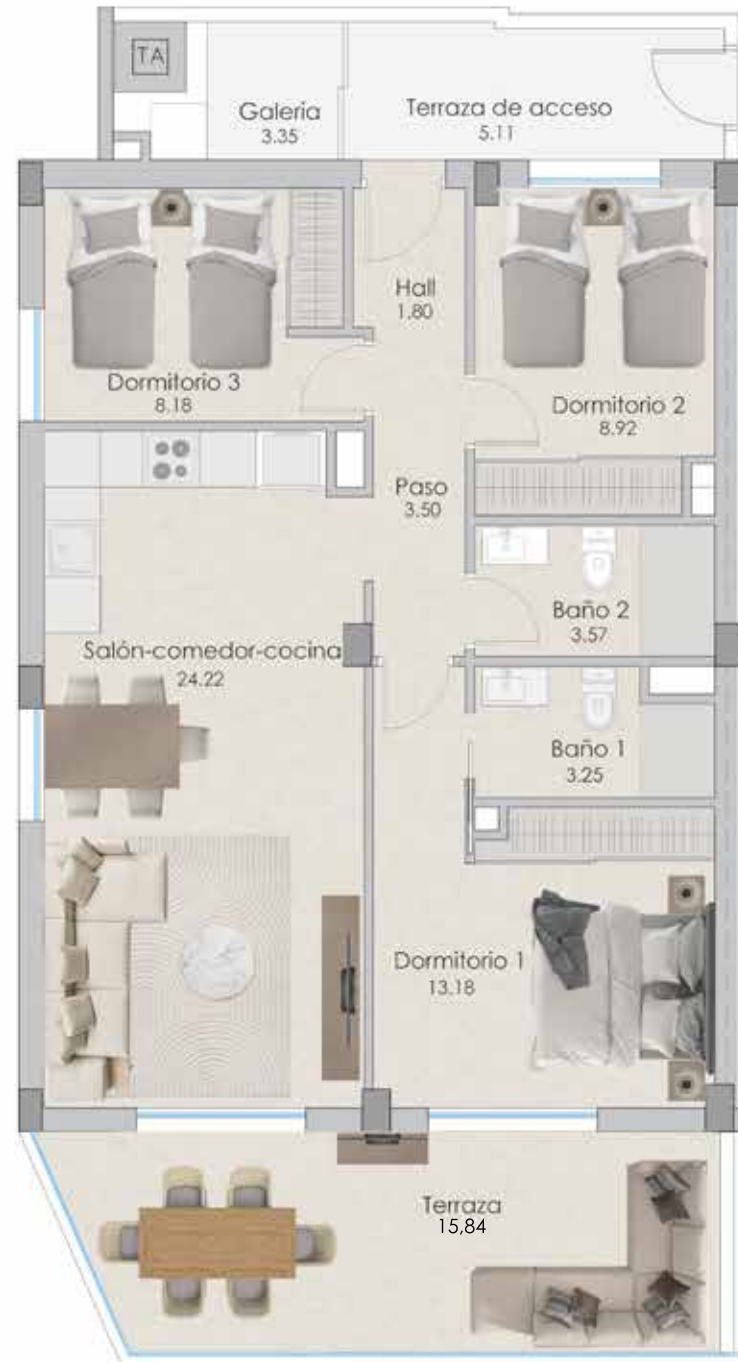 TA
Galería
3.35
Terraza de acceso
5.11
Hall
1.80
Dormitorio 3
8.18
Dormitorio 2
8.92
Paso
3.50
Baño 2
3.57
Salón-comedor-cocina
24.22
Baño 1
3.25
Dormitorio 1
13.18
Terraza
15,84